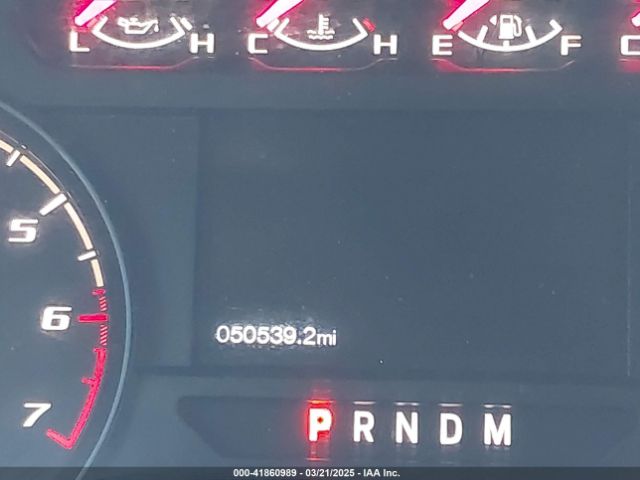 L H C H E F C
5
6
050539.2mi
7
P R N D M
000-41860989 - 03/21/2025 - IAA Inc.